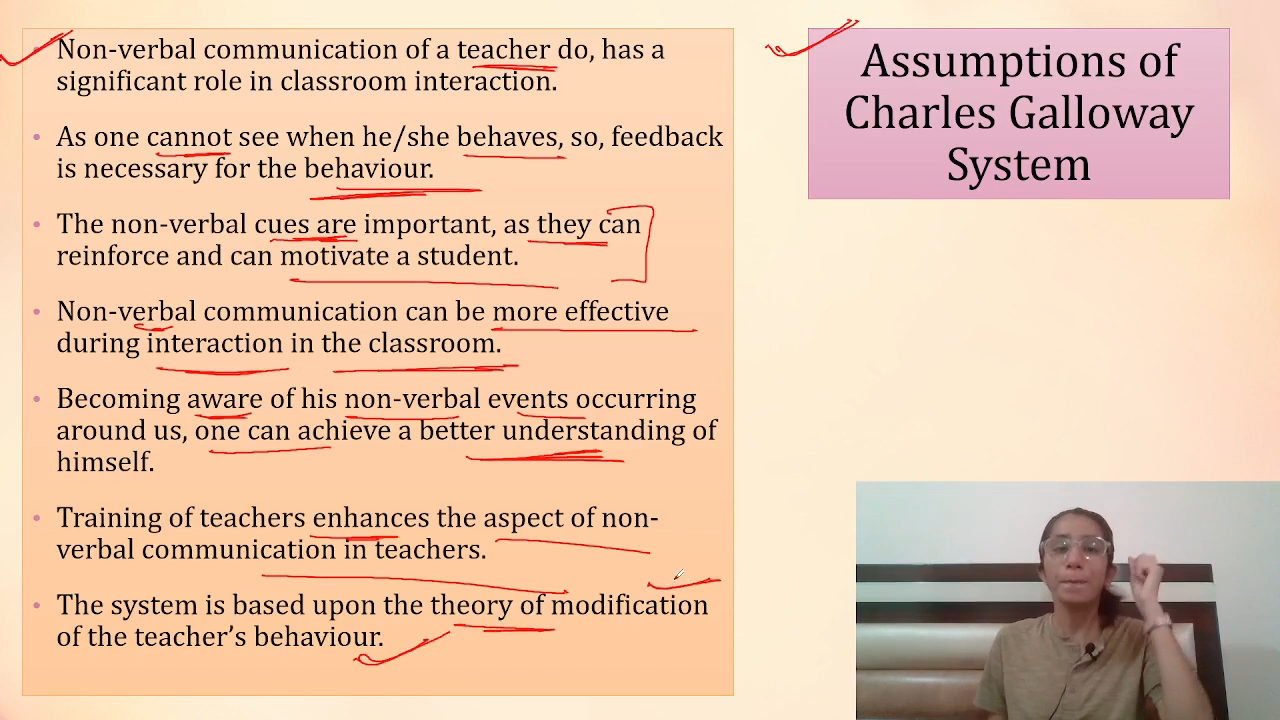 Non-verbal communication of a teacher do, has a
significant role in classroom interaction.
As one cannot see when he/she behaves, so, feedback
is necessary for the behaviour.
The non-verbal cues are important, as they can
reinforce and can motivate a student.
Non-verbal communication can be more effective
during interaction in the classroom.
Becoming aware of his non-verbal events occurring
around us, one can achieve a better understanding of
himself.
Training of teachers enhances the aspect of non-
verbal communication in teachers.
The system is based upon the theory of modification
of the teacher's behaviour.
Assumptions of
Charles Galloway
System